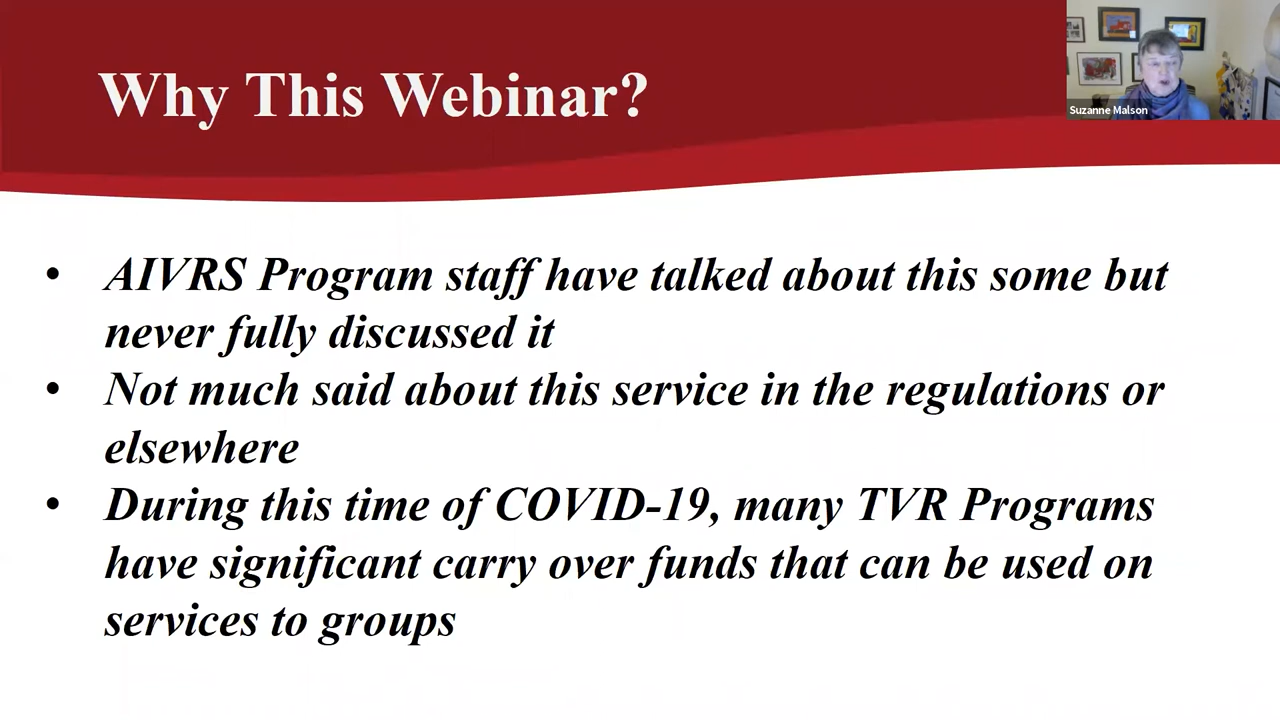 Why This Webinar?
Suzanne Malson
• AIVRS Program staff have talked about this some but
never fully discussed it
• Not much said about this service in the regulations or
elsewhere
• During this time of COVID-19, many TVR Programs
have significant carry over funds that can be used on
services to groups